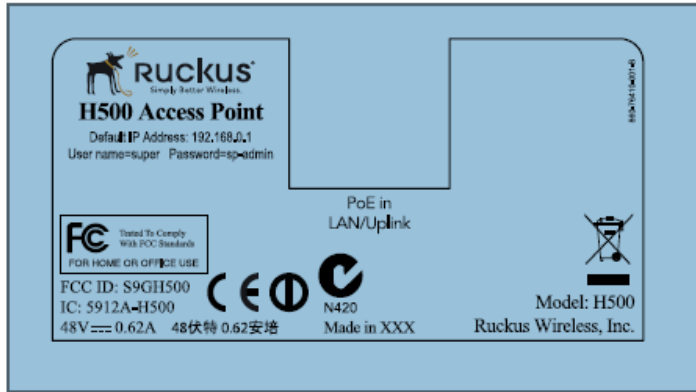 RUCKUS
Simply Better Wireless.
H500 Access Point
Default IP Address: 192.168.0.1
User name=super Password=sp-admin
PoE in
LAN/Uplink
FC Tested To Comply
With FCC Standards
FOR HOME OR OFFICE USE
FCC ID: S9GH500
IC: 5912A-H500
48V 0.62A 48伏特 0.62安培
CE
N420
Made in XXX
Model: H500
Ruckus Wireless, Inc.